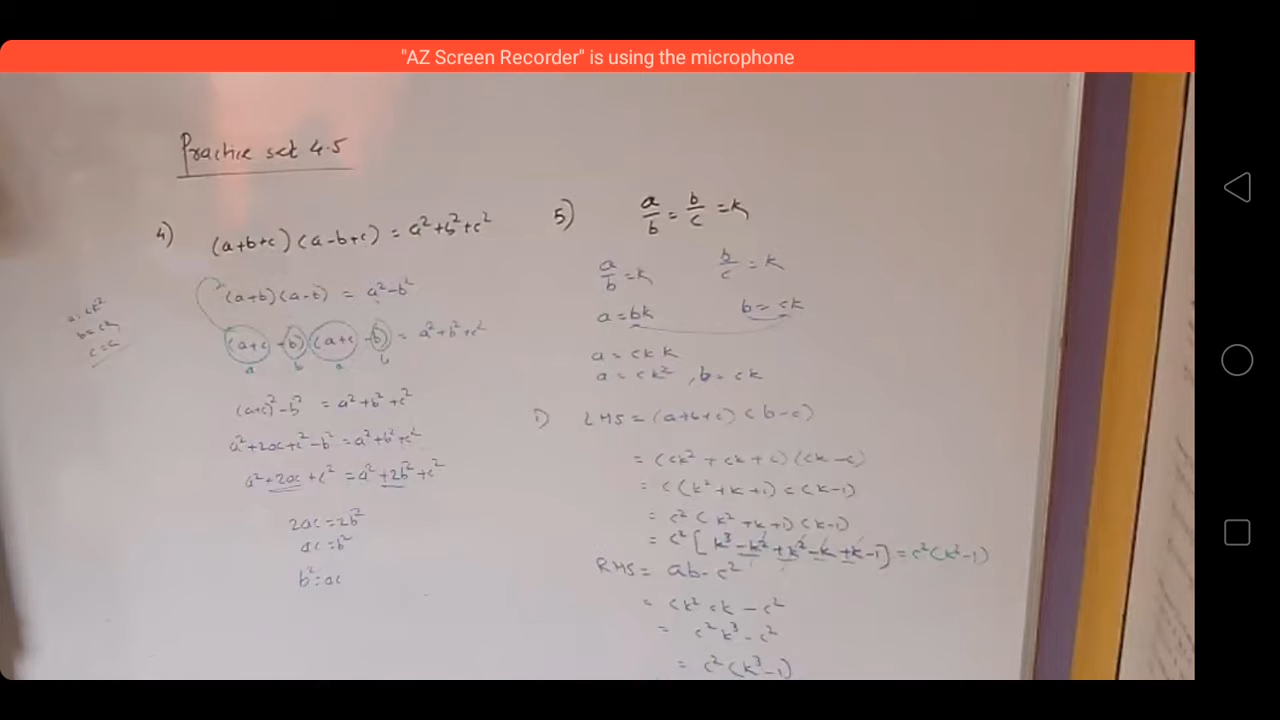 "AZ Screen Recorder" is using the microphone
Practice set 4.5
4)
(a+b+c)(a-b+c) = a²+b²+c²
(a+b)(a-b) = a²-b²
(a+c +b)(a+c -b) = a²+b²+c²
a b a b
(a+c)²-b² = a²+b²+c²
a²+2ac+c²-b²=a²+b²+c²
a²+2ac+c²=a²+2b²+c²
2ac=2b²
ac=b²
b²=ac
a=ck²
b=ck
c=c
5)
a/b = b/c = k
a/b = k b/c = k
a=bk b=ck
a=ckk
a=ck² , b=ck
1) LHS=(a+b+c)(b-c)
=(ck²+ck+c)(ck-c)
=c(k²+k+1)c(k-1)
=c²(k²+k+1)(k-1)
=c²[k³-k²+k²-k+k-1]=c²(k³-1)
RHS=ab-c²
=ck²ck-c²
=c²k³-c²
=c²(k³-1)